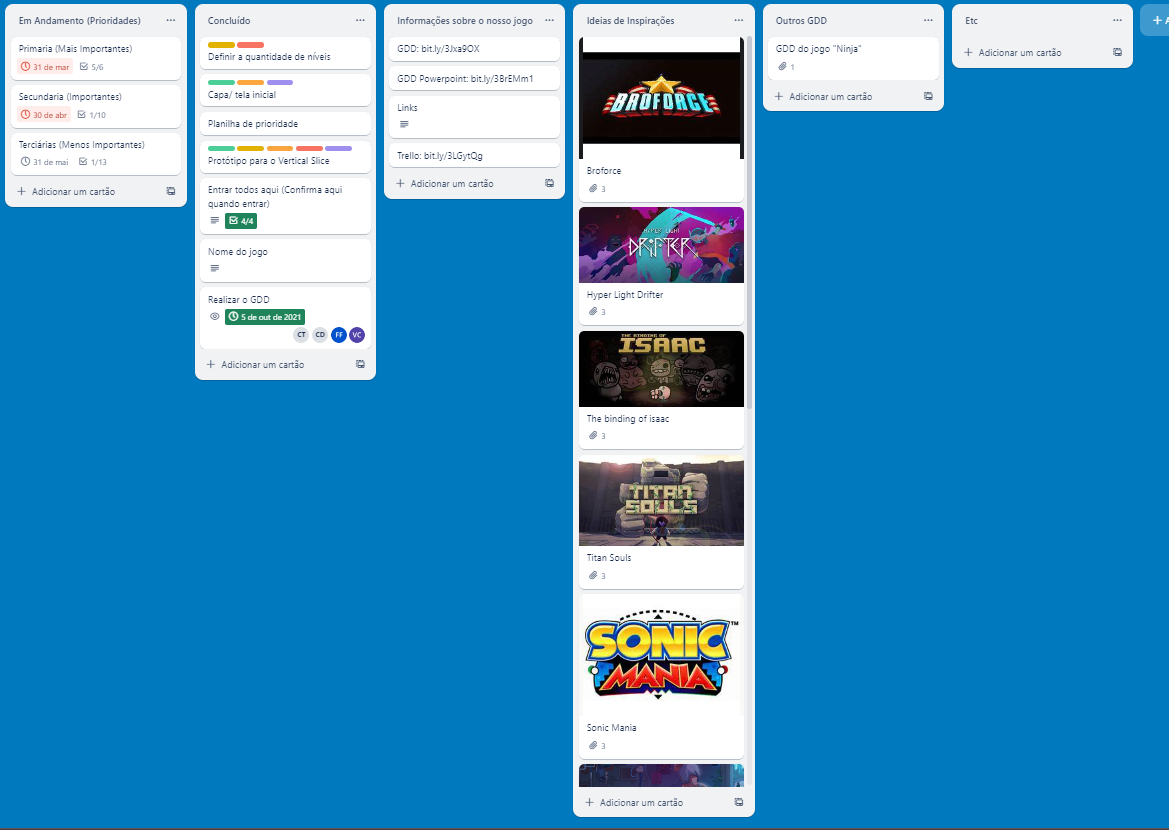 Em Andamento (Prioridades)
Primaria (Mais Importantes)
31 de mar 5/6
Secundaria (Importantes)
30 de abr 1/10
Terciárias (Menos Importantes)
31 de mai 1/13
+ Adicionar um cartão
Concluído
Definir a quantidade de níveis
Capa/ tela inicial
Planilha de prioridade
Protótipo para o Vertical Slice
Entrar todos aqui (Confirma aqui
quando entrar)
4/4
Nome do jogo
Realizar o GDD
5 de out de 2021
CT CD FF VC
+ Adicionar um cartão
Informações sobre o nosso jogo
GDD: bit.ly/3Jxa9OX
GDD Powerpoint: bit.ly/3BrEMm1
Links
Trello: bit.ly/3LGytQg
+ Adicionar um cartão
Ideias de Inspirações
BROFORCE
Broforce
3
HYPER LIGHT
DRIFTER
Hyper Light Drifter
3
THE BINDING OF
ISAAC
The binding of isaac
3
TITAN
SOULS
Titan Souls
3
SONIC
MANIA
TM
Sonic Mania
3
+ Adicionar um cartão
Outros GDD
GDD do jogo "Ninja"
1
+ Adicionar um cartão
Etc
+ Adicionar um cartão
+ A